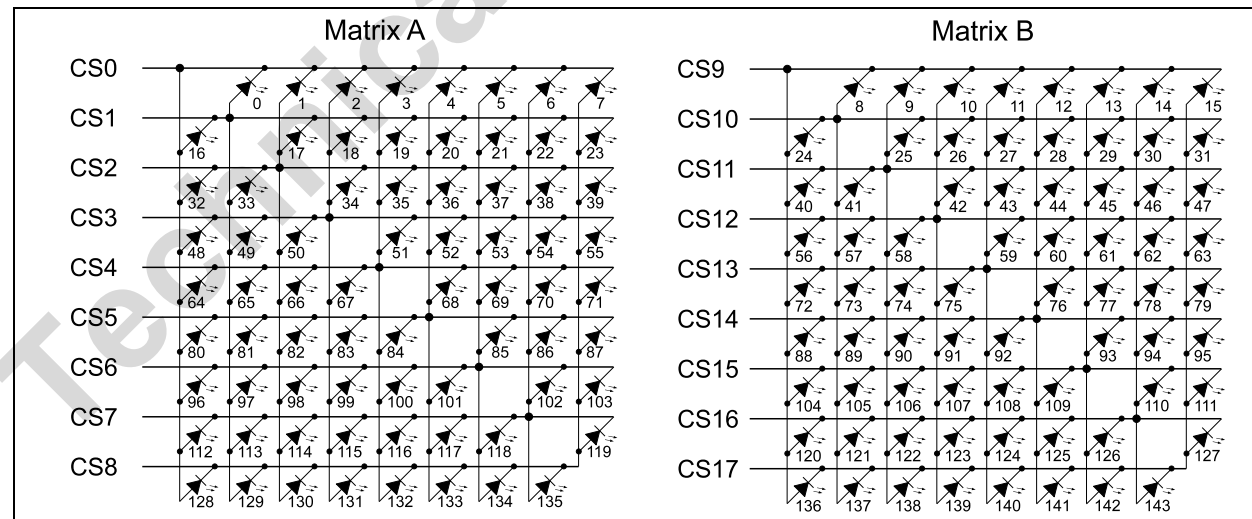 Matrix A Matrix B
CS0 CS9
0 1 2 3 4 5 6 7 8 9 10 11 12 13 14 15
CS1 CS10
16 17 18 19 20 21 22 23 24 25 26 27 28 29 30 31
CS2 CS11
32 33 34 35 36 37 38 39 40 41 42 43 44 45 46 47
CS3 CS12
48 49 50 51 52 53 54 55 56 57 58 59 60 61 62 63
CS4 CS13
64 65 66 67 68 69 70 71 72 73 74 75 76 77 78 79
CS5 CS14
80 81 82 83 84 85 86 87 88 89 90 91 92 93 94 95
CS6 CS15
96 97 98 99 100 101 102 103 104 105 106 107 108 109 110 111
CS7 CS16
112 113 114 115 116 117 118 119 120 121 122 123 124 125 126 127
CS8 CS17
128 129 130 131 132 133 134 135 136 137 138 139 140 141 142 143
Technica